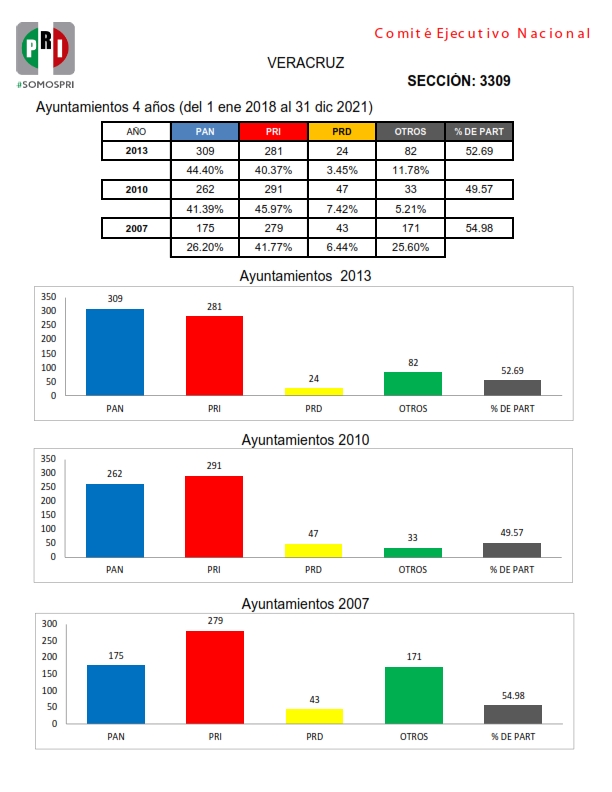 Comité Ejecutivo Nacional
PRI
#SOMOSPRI
VERACRUZ
SECCIÓN: 3309
Ayuntamientos 4 años (del 1 ene 2018 al 31 dic 2021)
AÑO PAN PRI PRD OTROS % DE PART
2013 309 281 24 82 52.69
44.40% 40.37% 3.45% 11.78%
2010 262 291 47 33 49.57
41.39% 45.97% 7.42% 5.21%
2007 175 279 43 171 54.98
26.20% 41.77% 6.44% 25.60%
Ayuntamientos 2013
350
300
250
200
150
100
50
0
309 281 24 82 52.69
PAN PRI PRD OTROS % DE PART
Ayuntamientos 2010
350
300
250
200
150
100
50
0
262 291 47 33 49.57
PAN PRI PRD OTROS % DE PART
Ayuntamientos 2007
300
250
200
150
100
50
0
175 279 43 171 54.98
PAN PRI PRD OTROS % DE PART